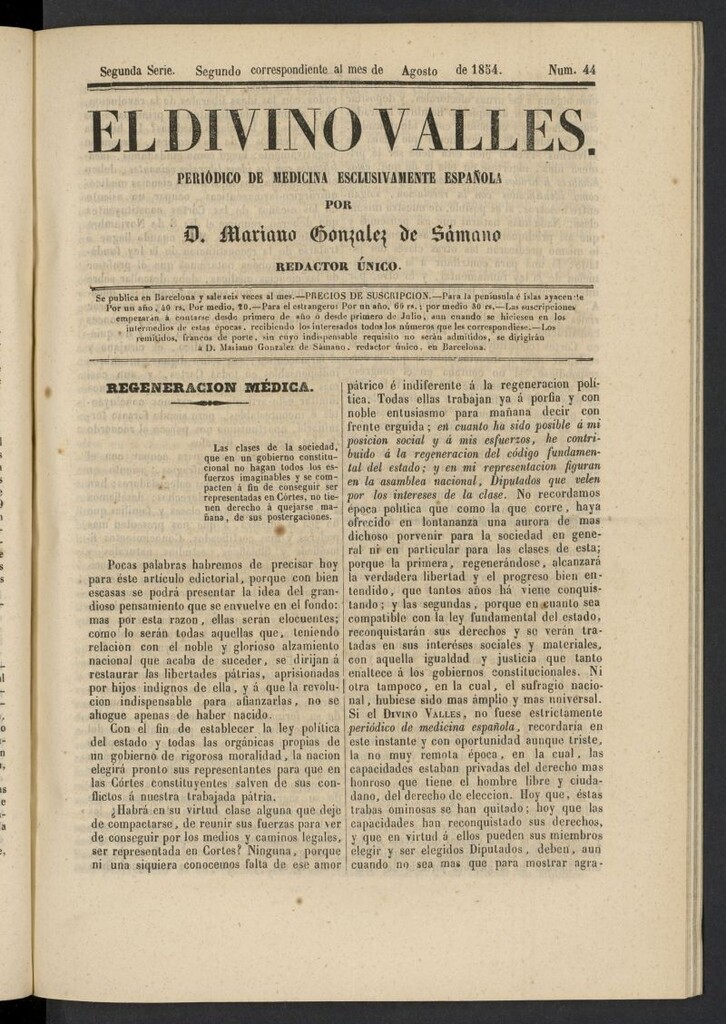 Segunda Serie. Segundo correspondiente al mes de Agosto de 1854. Num. 44
EL DIVINO VALLES.
PERIÓDICO DE MEDICINA ESCLUSIVAMENTE ESPAÑOLA
POR
D. Mariano Gonzalez de Sámano
REDACTOR ÚNICO.
Se publica en Barcelona y sale seis veces al mes.—PRECIOS DE SUSCRIPCION.—Para la península é islas ayacente
Por un año, 40 rs. Por medio, 20.—Para el estrangero: Por un año, 60 rs.; por medio 30 rs.—Las suscripciones
empezarán á contarse desde primero de año ó desde primero de Julio, aun cuando se hiciesen en los
intermedios de estas épocas, recibiendo los interesados todos los números que les correspondiese.—Los
remitidos, francos de porte, sin cuyo indispensable requisito no serán admitidos, se dirigirán
á D. Mariano Gonzalez de Sámano, redactor único, en Barcelona.
REGENERACION MÉDICA.
Las clases de la sociedad,
que en un gobierno constitu-
cional no hagan todos los es-
fuerzos imaginables y se com-
pacten á fin de conseguir ser
representadas en Córtes, no tie-
nen derecho á quejarse ma-
ñana, de sus postergaciones.
Pocas palabras habremos de precisar hoy
para éste artículo edictorial, porque con bien
escasas se podrá presentar la idea del gran-
dioso pensamiento que se envuelve en el fondo:
mas por esta razon, ellas serán elocuentes;
como lo serán todas aquellas que, teniendo
relacion con el noble y glorioso alzamiento
nacional que acaba de suceder, se dirijan á
restaurar las libertades pátrias, aprisionadas
por hijos indignos de ella, y á que la revolu-
cion indispensable para afianzarlas, no se
ahogue apenas de haber nacido.
Con el fin de establecer la ley política
del estado y todas las orgánicas propias de
un gobierno de rigorosa moralidad, la nacion
elegirá pronto sus representantes para que en
las Córtes constituyentes salven de sus con-
flictos á nuestra trabajada pátria.
¿Habrá en su virtud clase alguna que deje
de compactarse, de reunir sus fuerzas para ver
de conseguir por los medios y caminos legales,
ser representada en Cortes? Ninguna, porque
ni una siquiera conocemos falta de ese amor
pátrico é indiferente á la regeneracion polí-
tica. Todas ellas trabajan ya á porfia y con
noble entusiasmo para mañana decir con
frente erguida; en cuanto ha sido posible á mi
posicion social y á mis esfuerzos, he contri-
buido á la regeneracion del código fundamen-
tal del estado; y en mi representacion figuran
en la asamblea nacional, Diputados que velen
por los intereses de la clase. No recordamos
época política que como la que corre, haya
ofrecido en lontananza una aurora de mas
dichoso porvenir para la sociedad en gene-
ral ni en particular para las clases de esta;
porque la primera, regenerándose, alcanzará
la verdadera libertad y el progreso bien en-
tendido, que tantos años há viene conquis-
tando; y las segundas, porque en cuanto sea
compatible con la ley fundamental del estado,
reconquistarán sus derechos y se verán tra-
tadas en sus interéses sociales y materiales,
con aquella igualdad y justicia que tanto
enaltece á los gobiernos constitucionales. Ni
otra tampoco, en la cual, el sufragio nacio-
nal, hubiese sido mas ámplio y mas universal.
Si el DIVINO VALLES, no fuese estrictamente
periódico de medicina española, recordaria en
este instante y con oportunidad aunque triste,
la no muy remota época, en la cual, las
capacidades estaban privadas del derecho mas
honroso que tiene el hombre libre y ciuda-
dano, del derecho de eleccion. Hoy que, éstas
trabas ominosas se han quitado; hoy que las
capacidades han reconquistado sus derechos,
y que en virtud á ellos pueden sus miembros
elegir y ser elegidos Diputados, deben, aun
cuando no sea mas que para mostrar agra-